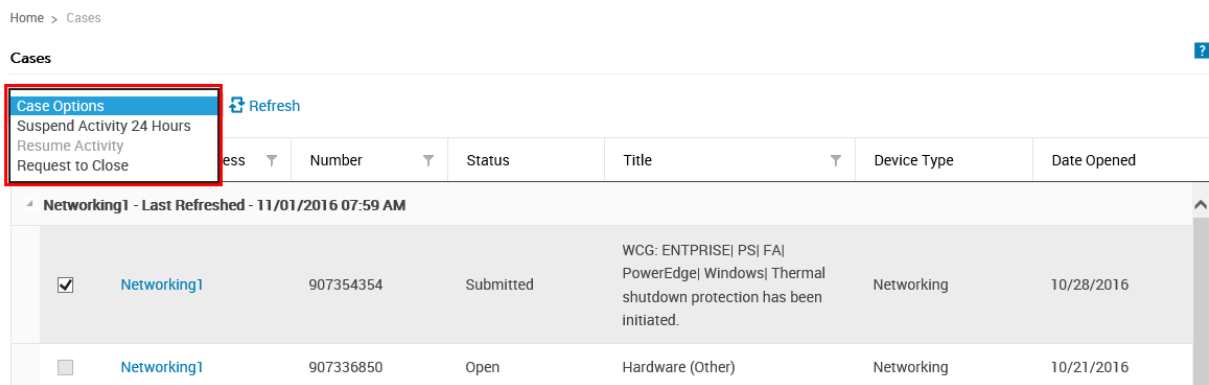 Home > Cases
Cases
?
Case Options
Refresh
Suspend Activity 24 Hours
Resume Activity
Request to Close
ess Number Status Title Device Type Date Opened
Networking1 - Last Refreshed - 11/01/2016 07:59 AM
WCG: ENTPRISE| PS| FA|
PowerEdge| Windows| Thermal
shutdown protection has been
initiated.
Networking1 907354354 Submitted Networking 10/28/2016
Networking1 907336850 Open Hardware (Other) Networking 10/21/2016